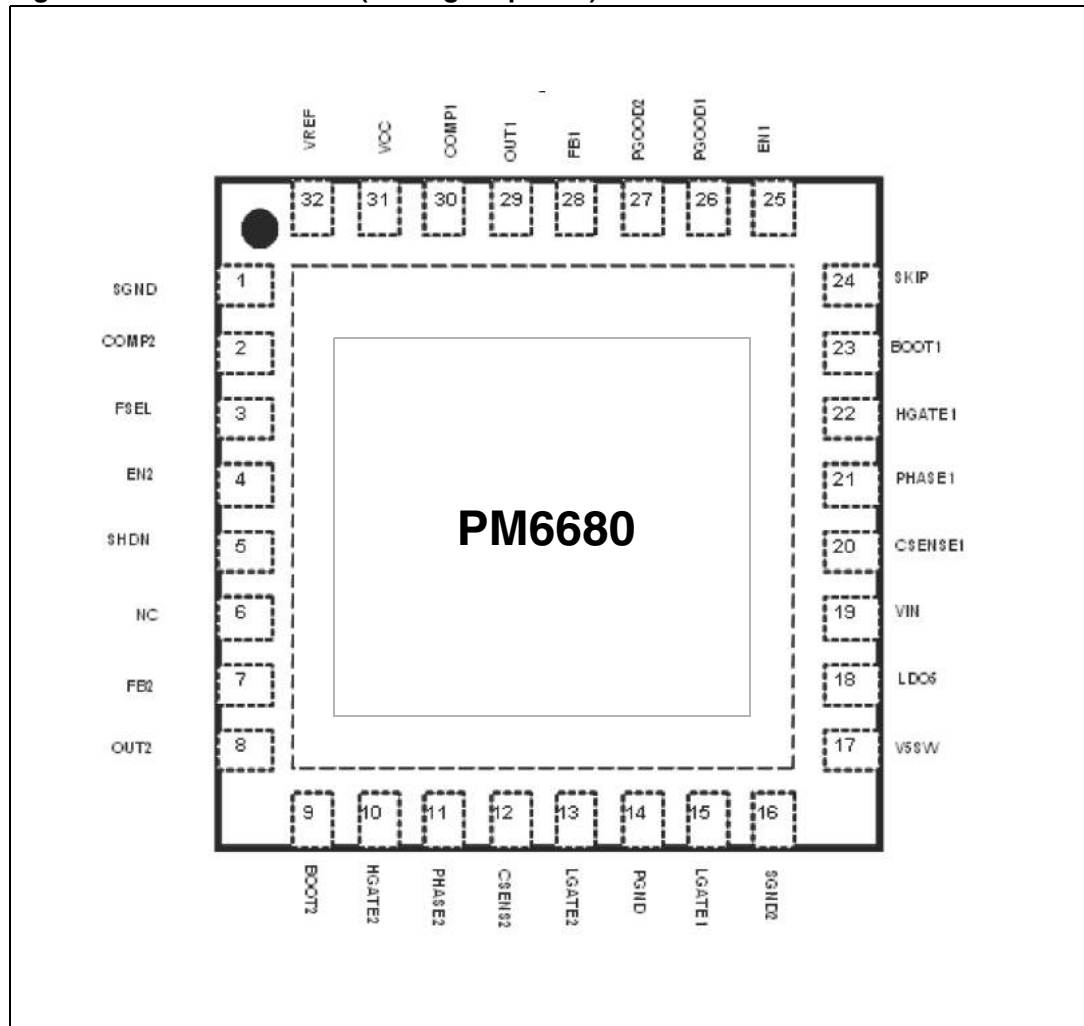 VREF VCC COMP1 OUT1 FB1 PGOOD2 PGOOD1 EN1
32 31 30 29 28 27 26 25
SGND 1
COMP2 2
FSEL 3
EN2 4
SHDN 5
NC 6
FB2 7
OUT2 8
24 SKIP
23 BOOT1
22 HGATE1
21 PHASE1
20 CSENSE1
19 VIN
18 LDO5
17 V5SW
PM6680
9 10 11 12 13 14 15 16
BOOT2 HGATE2 PHASE2 CSENS2 LGATE2 PGND LGATE1 SGND2